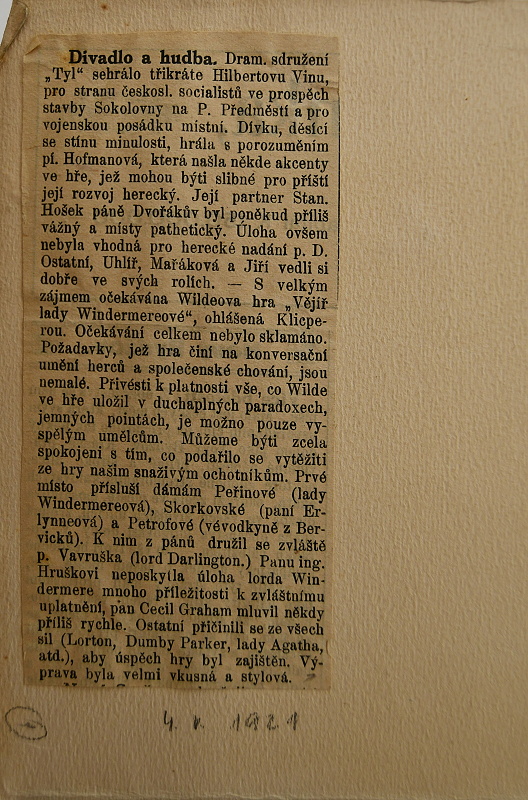 Divadlo a hudba. Dram. sdružení
„Tyl“ sehrálo třikráte Hilbertovu Vinu,
pro stranu českosl. socialistů ve prospěch
stavby Sokolovny na P. Předměstí a pro
vojenskou posádku místní. Dívku, děsící
se stínu minulosti, hrála s porozuměním
pí. Hofmanová, která našla někde akcenty
ve hře, jež mohou býti slibné pro příští
její rozvoj herecký. Její partner Stan.
Hošek páně Dvořákův byl poněkud příliš
vážný a místy pathetický. Úloha ovšem
nebyla vhodná pro herecké nadání p. D.
Ostatní, Uhlíř, Mařáková a Jiří vedli si
dobře ve svých rolích. — S velkým
zájmem očekávána Wildeova hra „Vějíř
lady Windermereové“, ohlášená Klicpe-
rou. Očekávání celkem nebylo sklamáno.
Požadavky, jež hra činí na konversační
umění herců a společenské chování, jsou
nemalé. Přivésti k platnosti vše, co Wilde
ve hře uložil v duchaplných paradoxech,
jemných pointách, je možno pouze vy-
spělým umělcům. Můžeme býti zcela
spokojeni s tím, co podařilo se vytěžiti
ze hry našim snaživým ochotníkům. Prvé
místo přísluší dámám Peřinové (lady
Windermereová), Skorkovské (paní Er-
lynneová) a Petrofové (vévodkyně z Ber-
vicků). K nim z pánů družil se zvláště
p. Vavruška (lord Darlington.) Panu ing.
Hruškovi neposkytla úloha lorda Win-
dermere mnoho příležitosti k zvláštnímu
uplatnění, pan Cecil Graham mluvil někdy
příliš rychle. Ostatní přičinili se ze všech
sil (Lorton, Dumby Parker, lady Agatha,
atd.), aby úspěch hry byl zajištěn. Vý-
prava byla velmi vkusná a stylová.
4. V. 1921